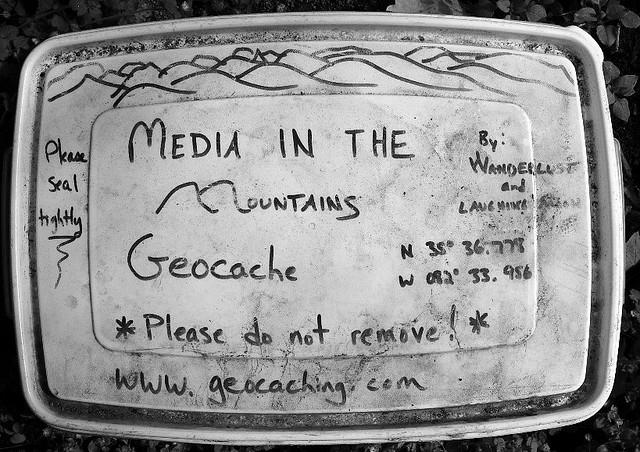 MEDIA IN THE
MOUNTAINS
Geocache
* Please do not remove! *
www.geocaching.com
Please
seal
tightly
By:
WANDERLUST
and
LAUGHING
N 35° 36.778
W 082° 33.956